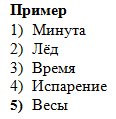 Пример
1) Минута
2) Лёд
3) Время
4) Испарение
5) Весы